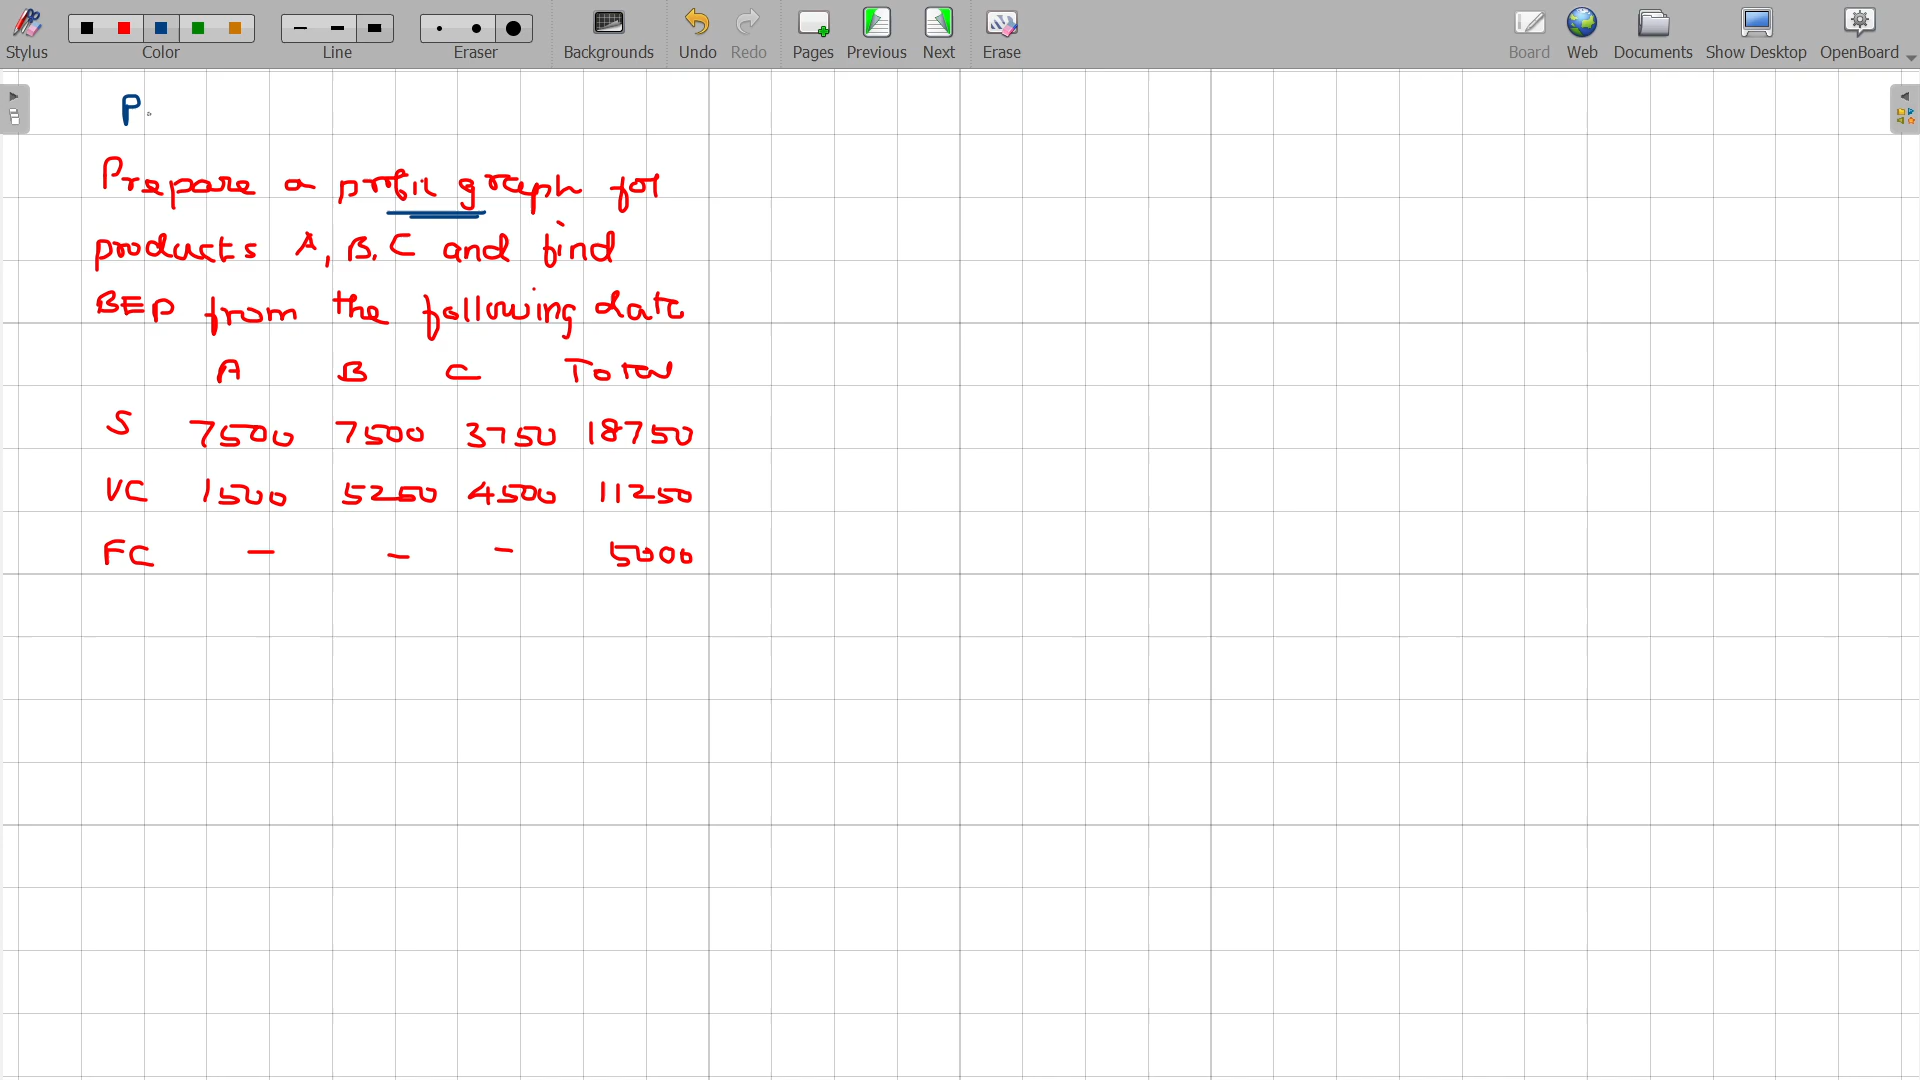 Stylus Color Line Eraser Backgrounds Undo Redo Pages Previous Next Erase Board Web Documents Show Desktop OpenBoard
P
Prepare a profit graph for
products A, B, C and find
BEP from the following data
A B C Total
S 7500 7500 3750 18750
VC 1500 5250 4500 11250
FC - - - 5000